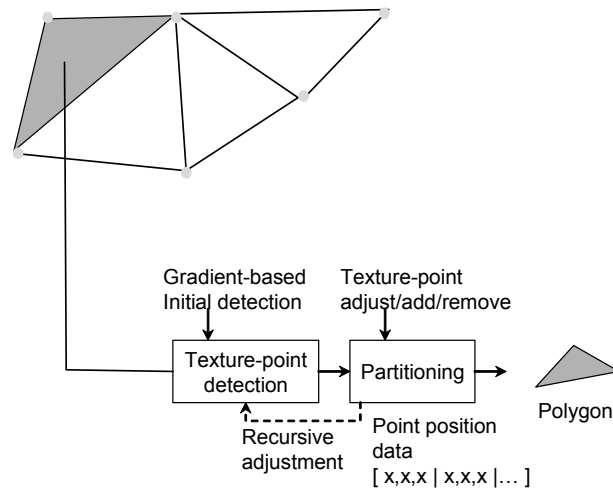 Gradient-based
Initial detection
Texture-point
adjust/add/remove
Texture-point
detection
Partitioning
Polygon
Recursive
adjustment
Point position
data
[ x,x,x | x,x,x |... ]